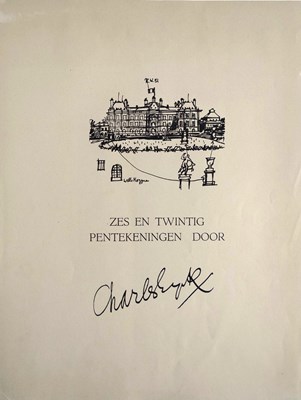 ZES EN TWINTIG
PENTEKENINGEN DOOR
Charles Eyck